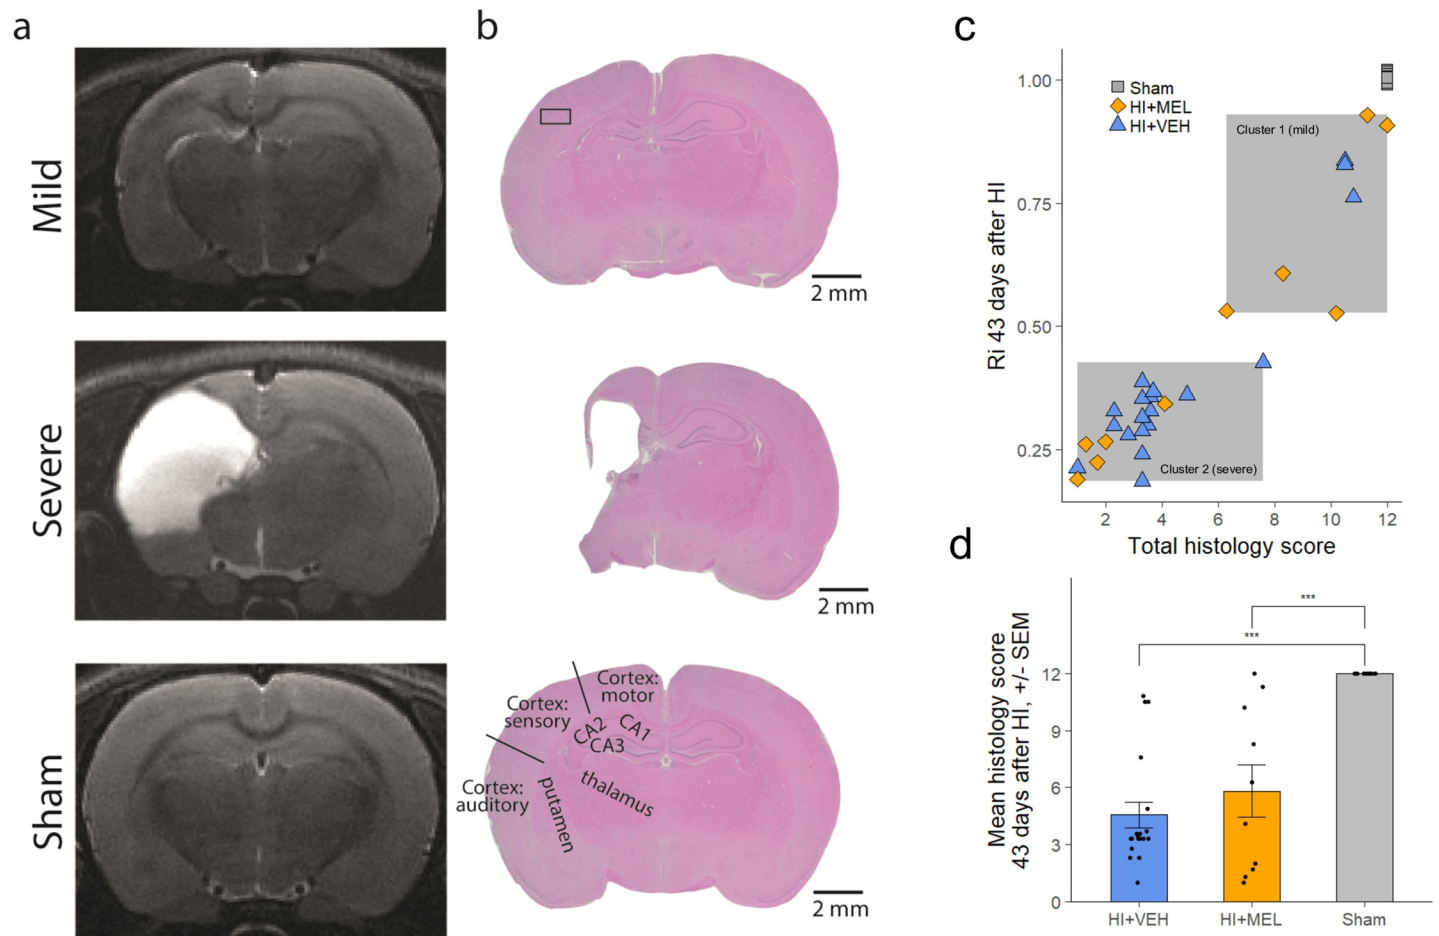 a
b
c
Mild
Severe
Sham
2 mm
2 mm
Cortex:
motor
Cortex:
sensory
CA2
CA1
CA3
thalamus
putamen
Cortex:
auditory
2 mm
Ri 43 days after HI
1.00
0.75
0.50
0.25
Sham
HI+MEL
HI+VEH
Cluster 1 (mild)
Cluster 2 (severe)
2
4
6
8
10
12
Total histology score
d
Mean histology score
43 days after HI, +/- SEM
***
***
12
9
6
3
0
HI+VEH
HI+MEL
Sham